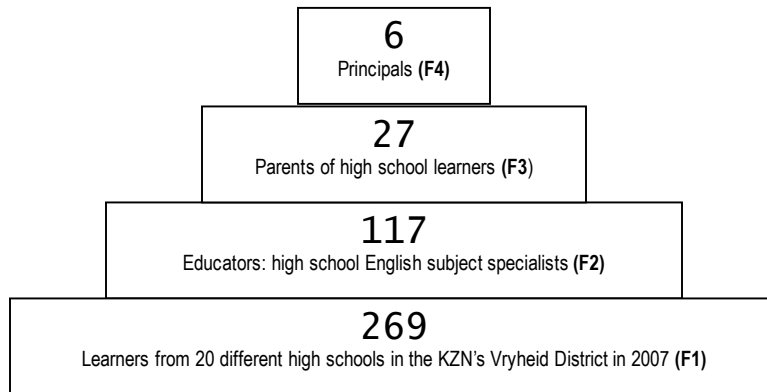 6
Principals (F4)
27
Parents of high school learners (F3)
117
Educators: high school English subject specialists (F2)
269
Learners from 20 different high schools in the KZN's Vryheid District in 2007 (F1)